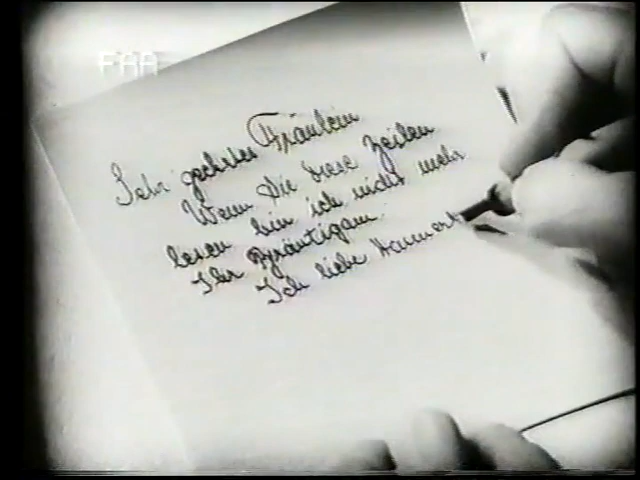 FAA
Sehr geehrtes Fräulein
Wenn Sie diese Zeilen
lesen bin ich nicht mehr
Ihr Bräutigam.
Ich liebe